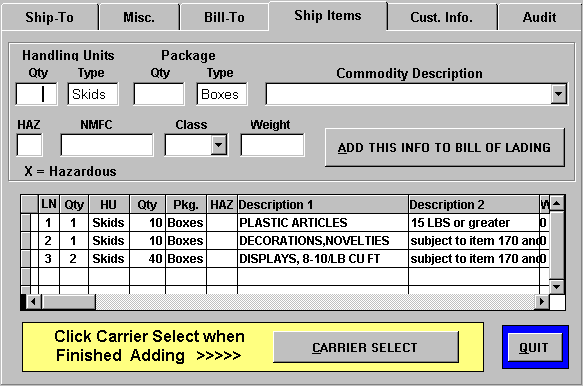 Ship-To Misc. Bill-To Ship Items Cust. Info. Audit
Handling Units Package
Qty Type Qty Type Commodity Description
Skids Boxes
HAZ NMFC Class Weight
ADD THIS INFO TO BILL OF LADING
X = Hazardous
LN Qty HU Qty Pkg. HAZ Description 1 Description 2 W
1 1 Skids 10 Boxes PLASTIC ARTICLES 15 LBS or greater 0
2 1 Skids 10 Boxes DECORATIONS,NOVELTIES subject to item 170 and 0
3 2 Skids 40 Boxes DISPLAYS, 8-10/LB CU FT subject to item 170 and 0
Click Carrier Select when
Finished Adding >>>>>
CARRIER SELECT
QUIT